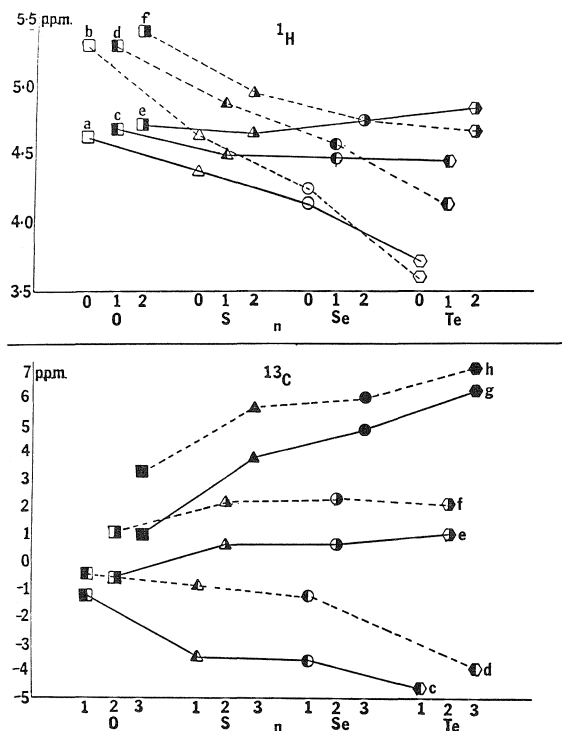 5·5 p.p.m.
¹H
b d f
a c e
5·0
4·5
4·0
3·5
0 1 2 0 1 2 0 1 2 0 1 2
O S n Se Te
7 p.p.m.
¹³C
6
5
4
3
2
1
0
-1
-2
-3
-4
-5
h
g
f
e
d
c
1 2 3 1 2 3 1 2 3 1 2 3
O S n Se Te